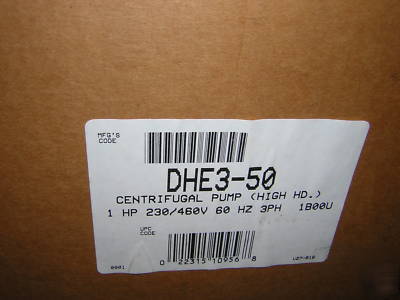 MFG'S
CODE
DHE3-50
CENTRIFUGAL PUMP (HIGH HD.)
1 HP 230/460V 60 HZ 3PH 1B00U
UPC
CODE
0 22315 10956 8
0001